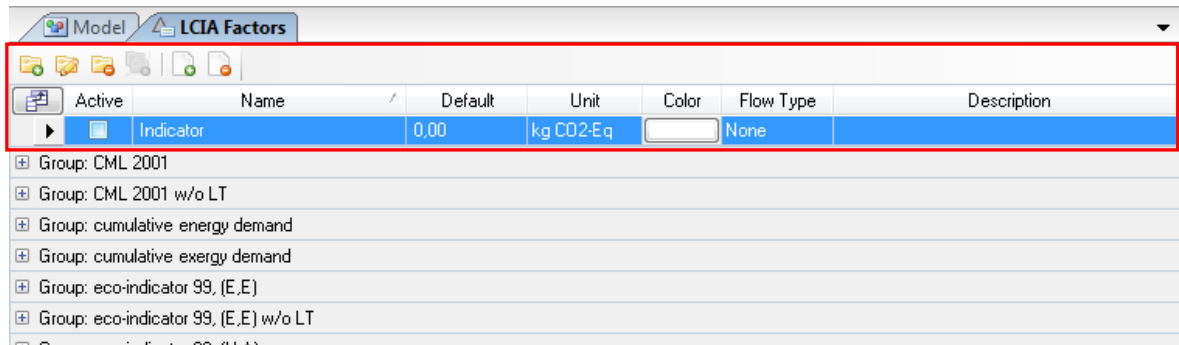 Model LCIA Factors
Active Name Default Unit Color Flow Type Description
Indicator 0,00 kg CO2-Eq None
Group: CML 2001
Group: CML 2001 w/o LT
Group: cumulative energy demand
Group: cumulative exergy demand
Group: eco-indicator 99, (E,E)
Group: eco-indicator 99, (E,E) w/o LT